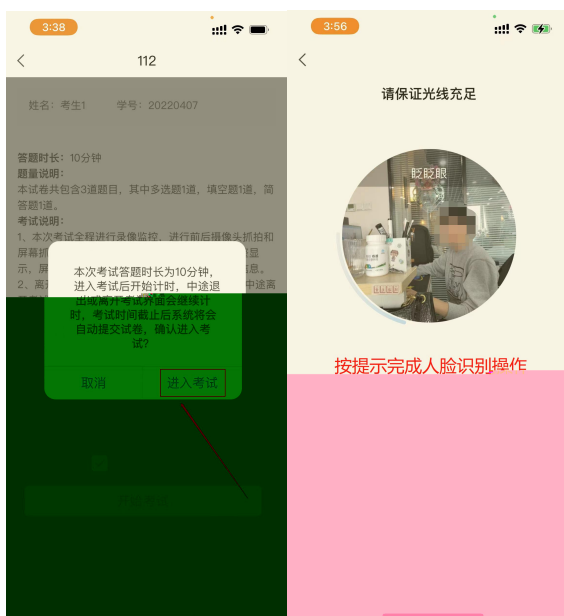 3:38
112
姓名：考生1 学号：20220407
答题时长：10分钟
题量说明：
本试卷共包含3道题目，其中多选题1道，填空题1道，简
答题1道。
考试说明：
1、本次考试全程进行录像监控，进行前后摄像头抓拍和
屏幕抓
示，屏
息。
2、离开
中途离
本次考试答题时长为10分钟，
进入考试后开始计时，中途退
出或离开考试界面会继续计
时，考试时间截止后系统将会
自动提交试卷，确认进入考
试？
取消
进入考试
3:56
请保证光线充足
眨眨眼
按提示完成人脸识别操作